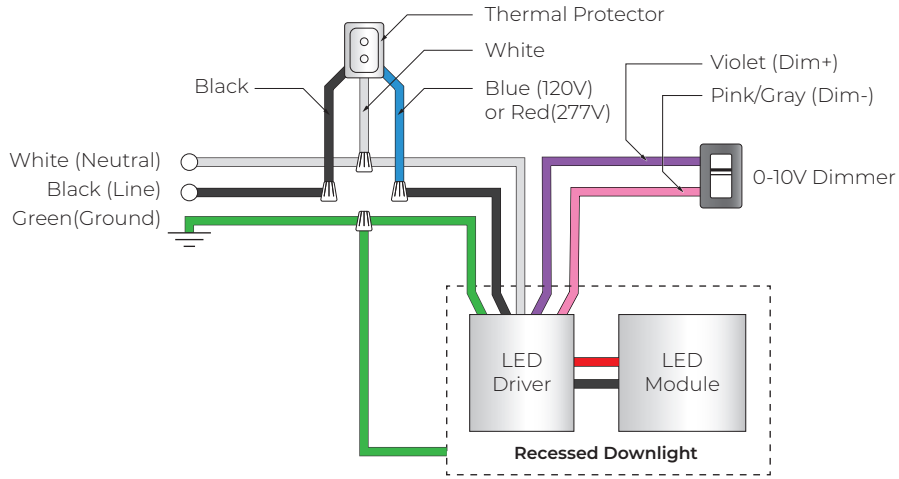 Thermal Protector
White
Black
Blue (120V)
or Red(277V)
Violet (Dim+)
Pink/Gray (Dim-)
White (Neutral)
Black (Line)
Green(Ground)
0-10V Dimmer
LED
Driver
LED
Module
Recessed Downlight